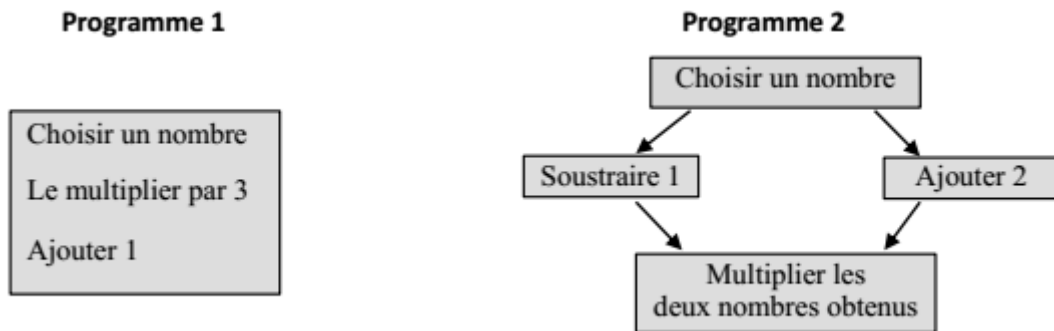 Programme 1
Choisir un nombre
Le multiplier par 3
Ajouter 1
Programme 2
Choisir un nombre
Soustraire 1
Ajouter 2
Multiplier les
deux nombres obtenus